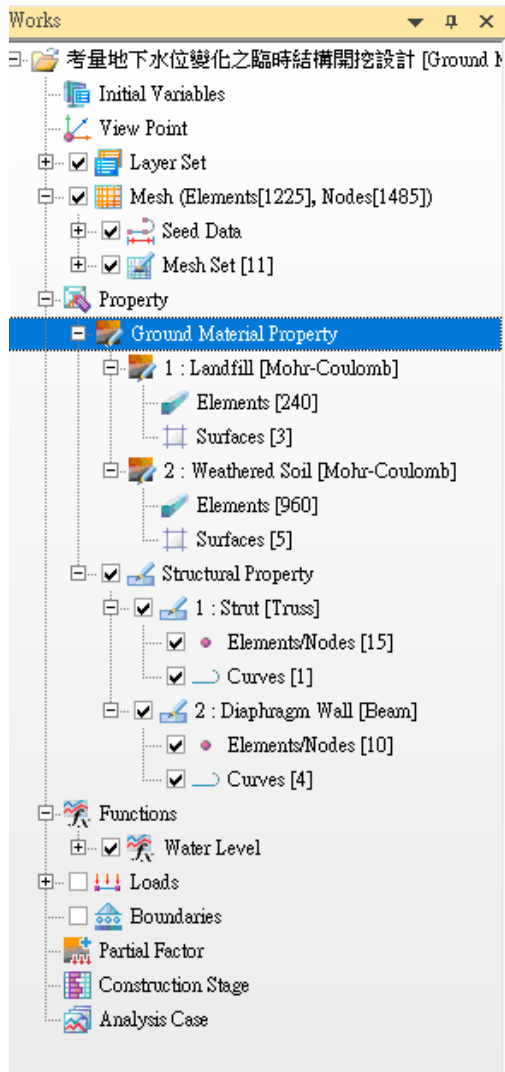 Works
考量地下水位變化之臨時結構開挖設計 [Ground M
Initial Variables
View Point
Layer Set
Mesh (Elements[1225], Nodes[1485])
Seed Data
Mesh Set [11]
Property
Ground Material Property
1 : Landfill [Mohr-Coulomb]
Elements [240]
Surfaces [3]
2 : Weathered Soil [Mohr-Coulomb]
Elements [960]
Surfaces [5]
Structural Property
1 : Strut [Truss]
Elements/Nodes [15]
Curves [1]
2 : Diaphragm Wall [Beam]
Elements/Nodes [10]
Curves [4]
Functions
Water Level
Loads
Boundaries
Partial Factor
Construction Stage
Analysis Case